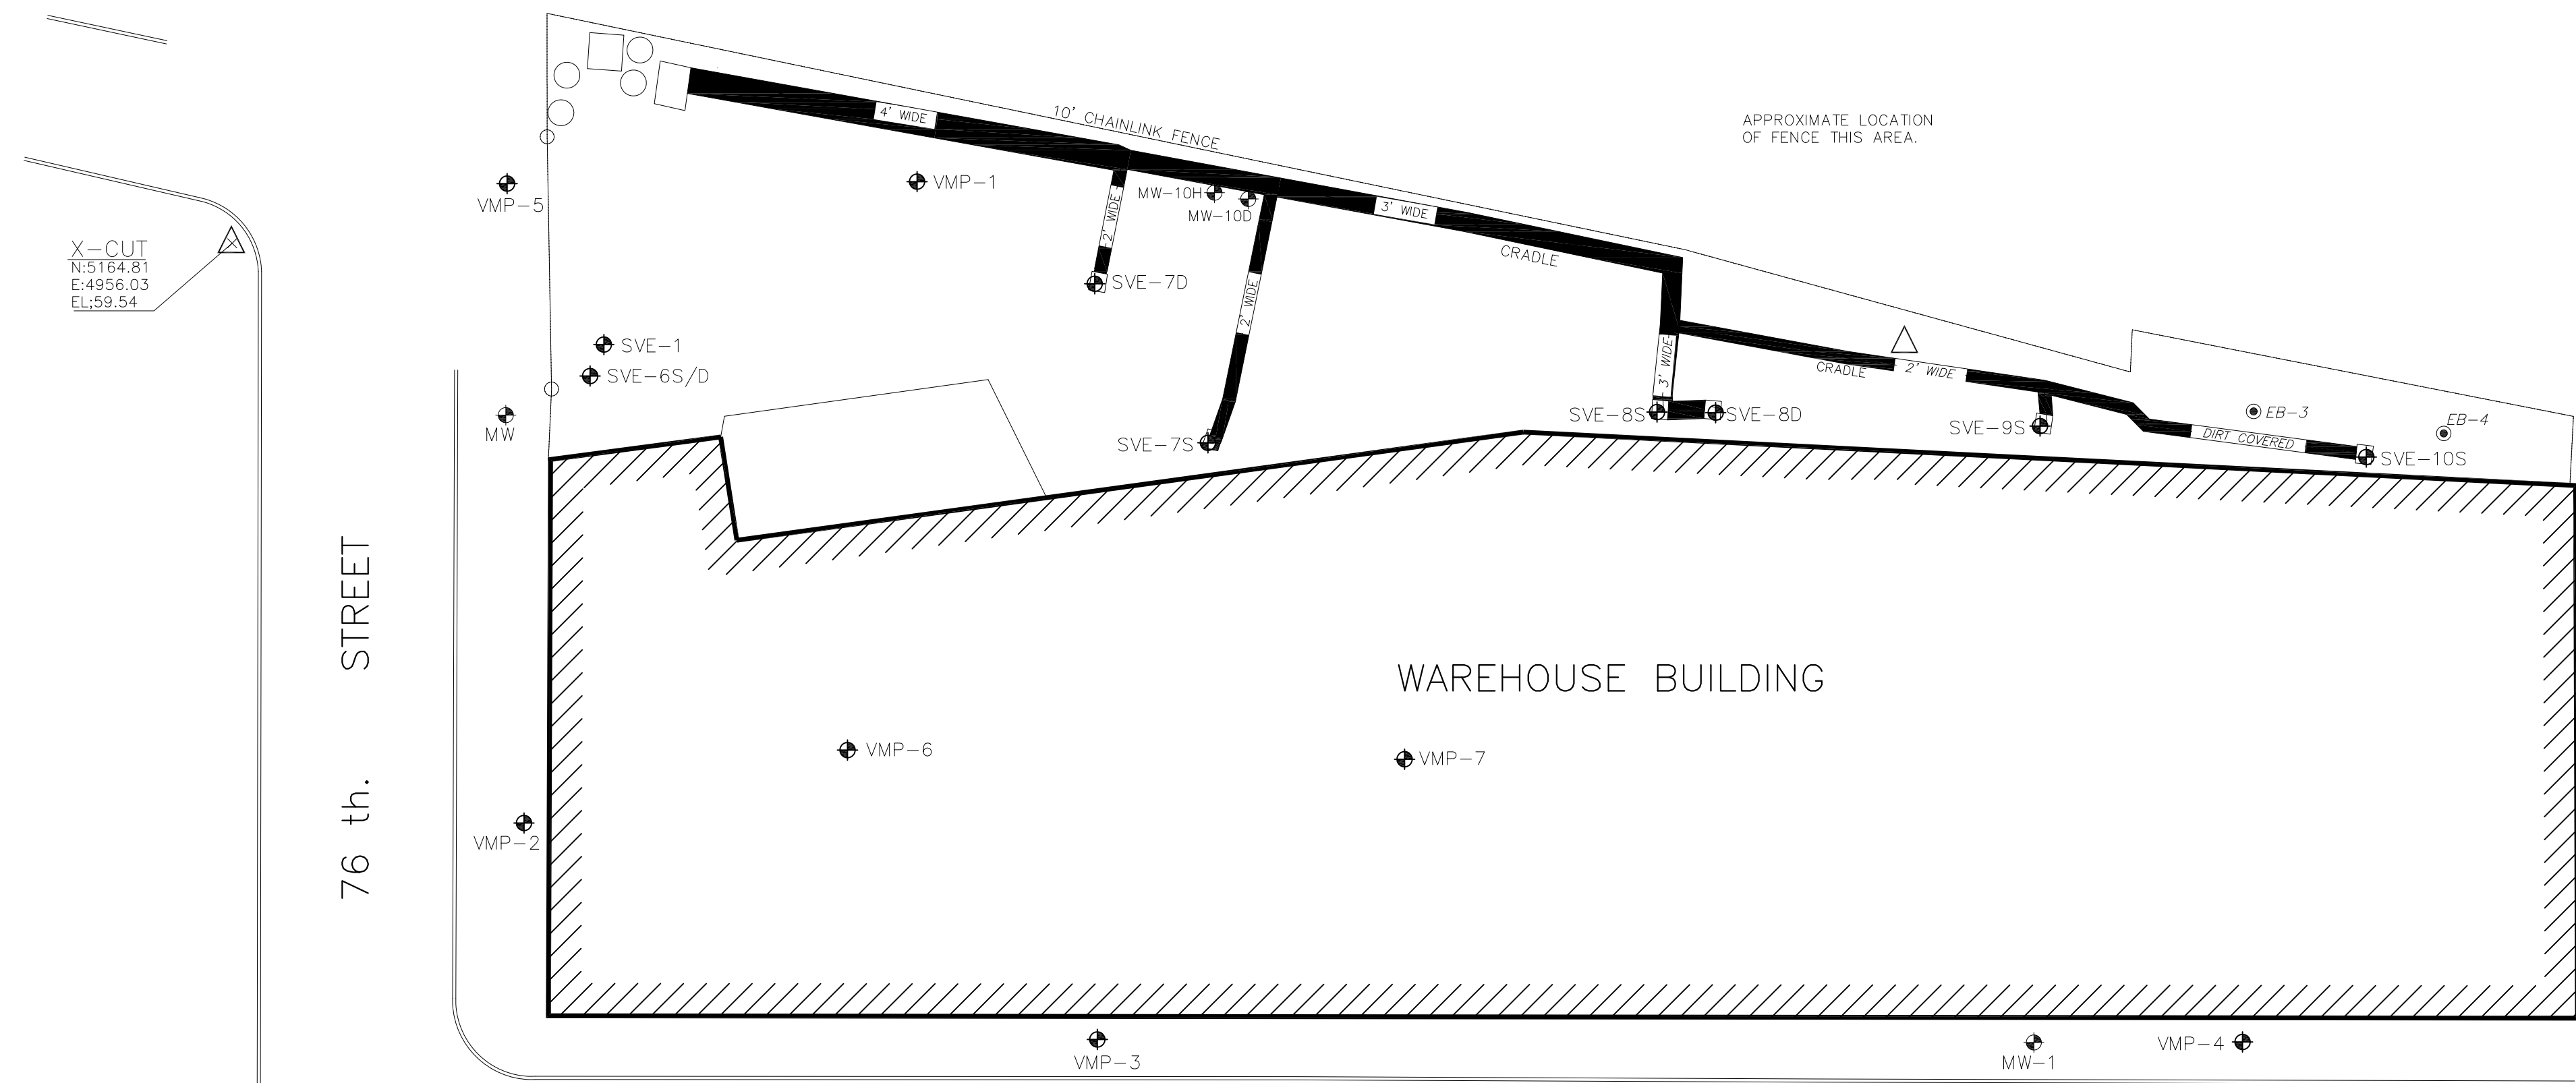 10' CHAINLINK FENCE
4' WIDE
APPROXIMATE LOCATION
OF FENCE THIS AREA.
VMP-5
VMP-1
MW-10H
MW-10D
3' WIDE
2' WIDE
CRADLE
X-CUT
N:5164.81
E:4956.03
EL;59.54
SVE-7D
2' WIDE
SVE-1
SVE-6S/D
3' WIDE
CRADLE
2' WIDE
MW
SVE-7S
SVE-8S
SVE-8D
SVE-9S
EB-3
EB-4
DIRT COVERED
SVE-10S
76 th. STREET
WAREHOUSE BUILDING
VMP-6
VMP-7
VMP-2
VMP-3
MW-1
VMP-4